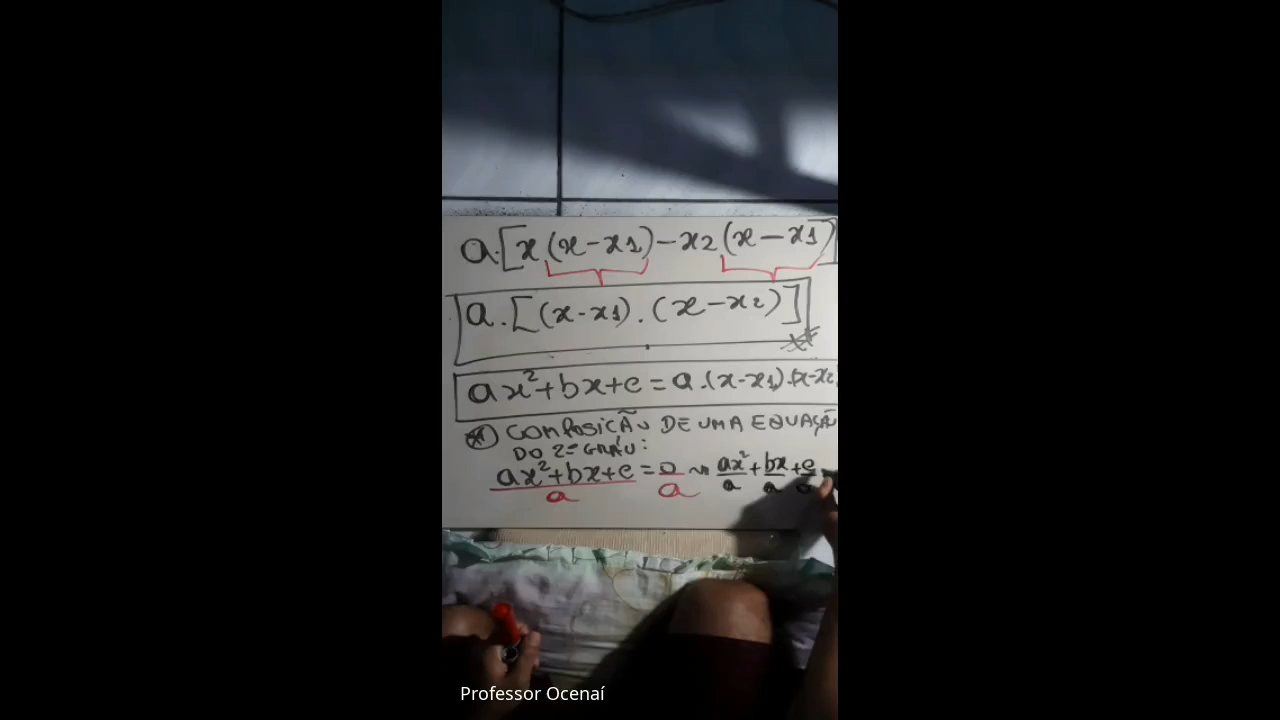 a.[x.(x-x1)-x2(x-x1)]
a.[(x-x1).(x-x2)]
ax²+bx+c=a.(x-x1).(x-x2
COMPOSIÇÃO DE UMA EQUAÇÃO
DO 2º GRÁU:
ax²+bx+c/a = 0/a ~ ax²/a + bx/a + c/a
Professor Ocenaí